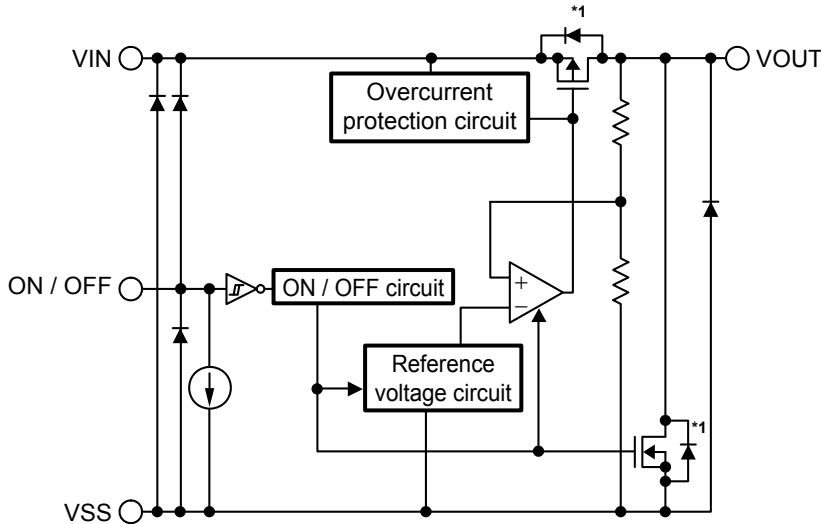 *1
VIN
VOUT
Overcurrent
protection circuit
ON / OFF
ON / OFF circuit
+
−
Reference
voltage circuit
*1
VSS